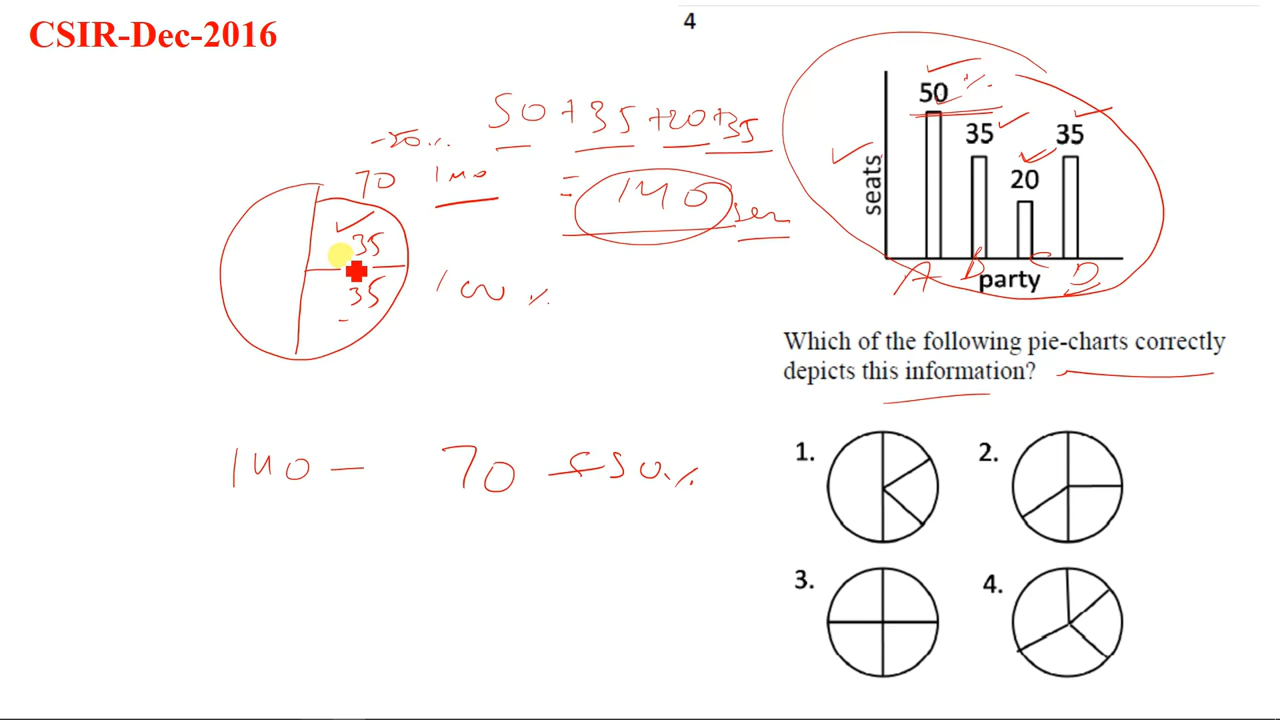 CSIR-Dec-2016
4
50 + 35 + 20 + 35
= 140
-50%
70 140
35
35
100 %
140 — 70 50%
50 %
35
35
20
seats
A B C D
party
Which of the following pie-charts correctly
depicts this information?
1. 2.
3. 4.